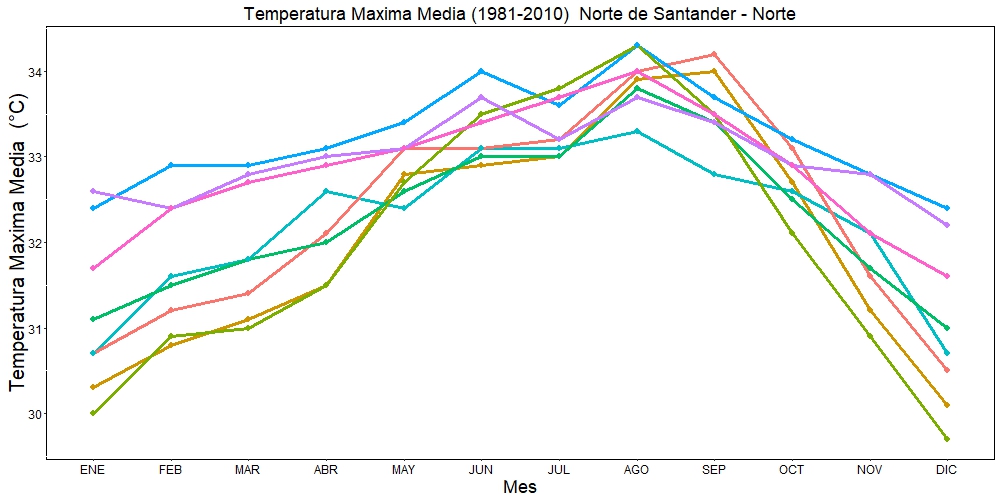 Temperatura Maxima Media (1981-2010)  Norte de Santander - Norte
Temperatura Maxima Media  (°C)
34
33
32
31
30
ENE FEB MAR ABR MAY JUN JUL AGO SEP OCT NOV DIC
Mes